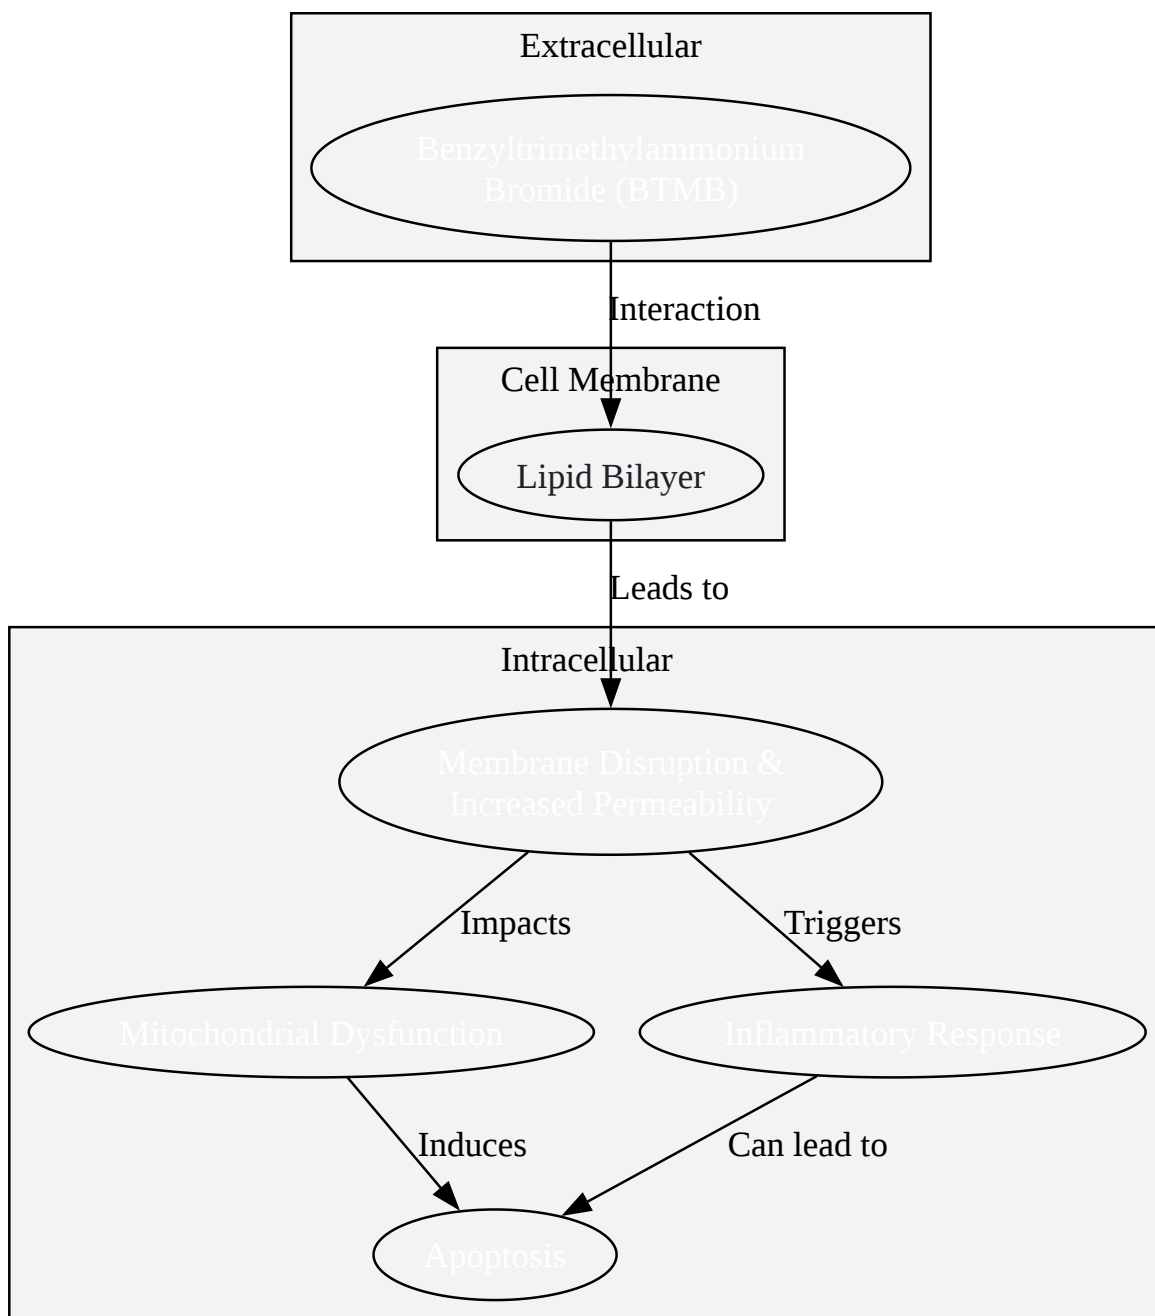 Extracellular
Benzyltrimethylammonium
Bromide (BTMB)
Interaction
Cell Membrane
Lipid Bilayer
Leads to
Intracellular
Membrane Disruption &
Increased Permeability
Impacts
Triggers
Mitochondrial Dysfunction
Inflammatory Response
Induces
Can lead to
Apoptosis